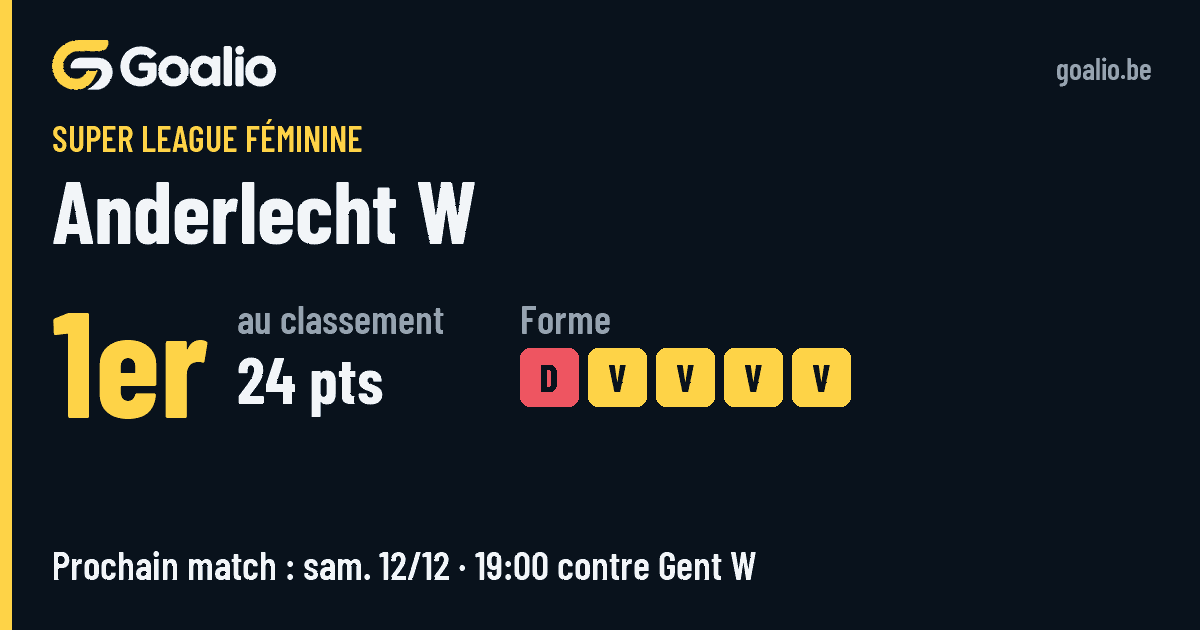 Goalio
goalio.be
SUPER LEAGUE FÉMININE
Anderlecht W
1er
au classement
24 pts
Forme
D V V V V
Prochain match : sam. 12/12 · 19:00 contre Gent W